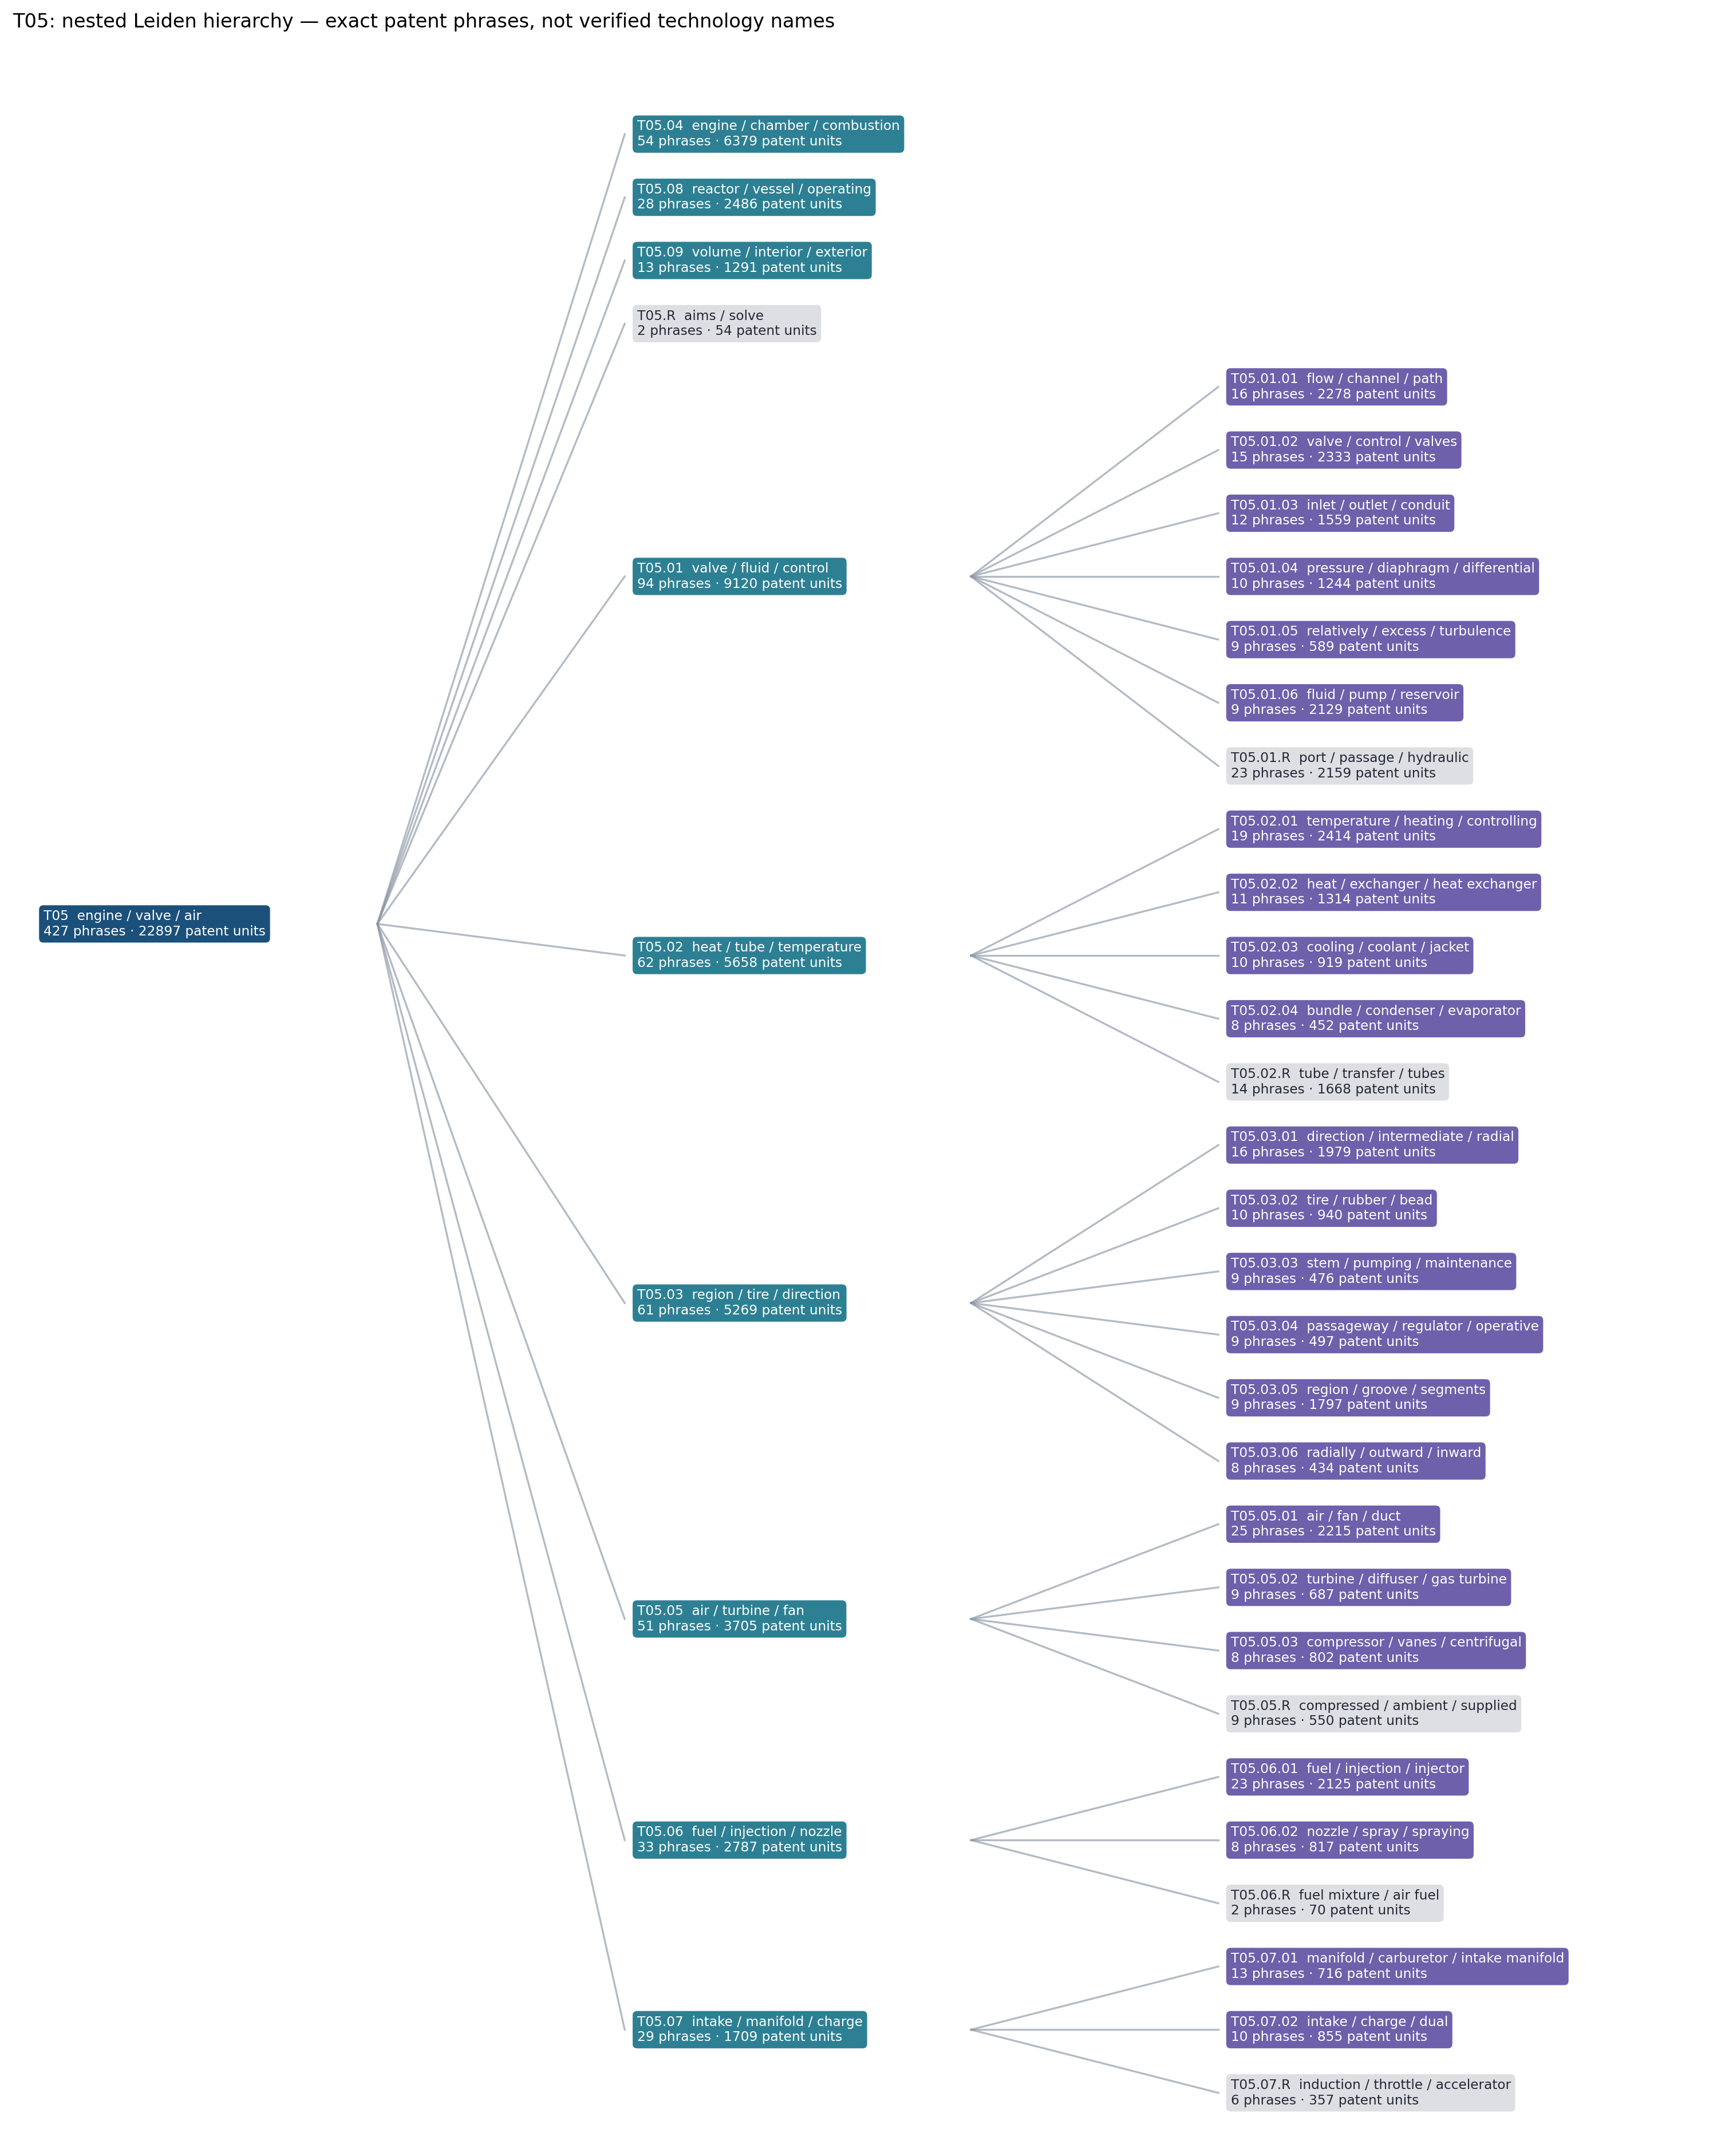 T05: nested Leiden hierarchy — exact patent phrases, not verified technology names
T05.04  engine / chamber / combustion
54 phrases · 6379 patent units
T05.08  reactor / vessel / operating
28 phrases · 2486 patent units
T05.09  volume / interior / exterior
13 phrases · 1291 patent units
T05.R  aims / solve
2 phrases · 54 patent units
T05.01.01  flow / channel / path
16 phrases · 2278 patent units
T05.01.02  valve / control / valves
15 phrases · 2333 patent units
T05.01.03  inlet / outlet / conduit
12 phrases · 1559 patent units
T05.01  valve / fluid / control
94 phrases · 9120 patent units
T05.01.04  pressure / diaphragm / differential
10 phrases · 1244 patent units
T05.01.05  relatively / excess / turbulence
9 phrases · 589 patent units
T05.01.06  fluid / pump / reservoir
9 phrases · 2129 patent units
T05.01.R  port / passage / hydraulic
23 phrases · 2159 patent units
T05.02.01  temperature / heating / controlling
19 phrases · 2414 patent units
T05.02.02  heat / exchanger / heat exchanger
11 phrases · 1314 patent units
T05  engine / valve / air
427 phrases · 22897 patent units
T05.02  heat / tube / temperature
62 phrases · 5658 patent units
T05.02.03  cooling / coolant / jacket
10 phrases · 919 patent units
T05.02.04  bundle / condenser / evaporator
8 phrases · 452 patent units
T05.02.R  tube / transfer / tubes
14 phrases · 1668 patent units
T05.03.01  direction / intermediate / radial
16 phrases · 1979 patent units
T05.03.02  tire / rubber / bead
10 phrases · 940 patent units
T05.03.03  stem / pumping / maintenance
9 phrases · 476 patent units
T05.03  region / tire / direction
61 phrases · 5269 patent units
T05.03.04  passageway / regulator / operative
9 phrases · 497 patent units
T05.03.05  region / groove / segments
9 phrases · 1797 patent units
T05.03.06  radially / outward / inward
8 phrases · 434 patent units
T05.05.01  air / fan / duct
25 phrases · 2215 patent units
T05.05.02  turbine / diffuser / gas turbine
9 phrases · 687 patent units
T05.05  air / turbine / fan
51 phrases · 3705 patent units
T05.05.03  compressor / vanes / centrifugal
8 phrases · 802 patent units
T05.05.R  compressed / ambient / supplied
9 phrases · 550 patent units
T05.06.01  fuel / injection / injector
23 phrases · 2125 patent units
T05.06  fuel / injection / nozzle
33 phrases · 2787 patent units
T05.06.02  nozzle / spray / spraying
8 phrases · 817 patent units
T05.06.R  fuel mixture / air fuel
2 phrases · 70 patent units
T05.07.01  manifold / carburetor / intake manifold
13 phrases · 716 patent units
T05.07  intake / manifold / charge
29 phrases · 1709 patent units
T05.07.02  intake / charge / dual
10 phrases · 855 patent units
T05.07.R  induction / throttle / accelerator
6 phrases · 357 patent units